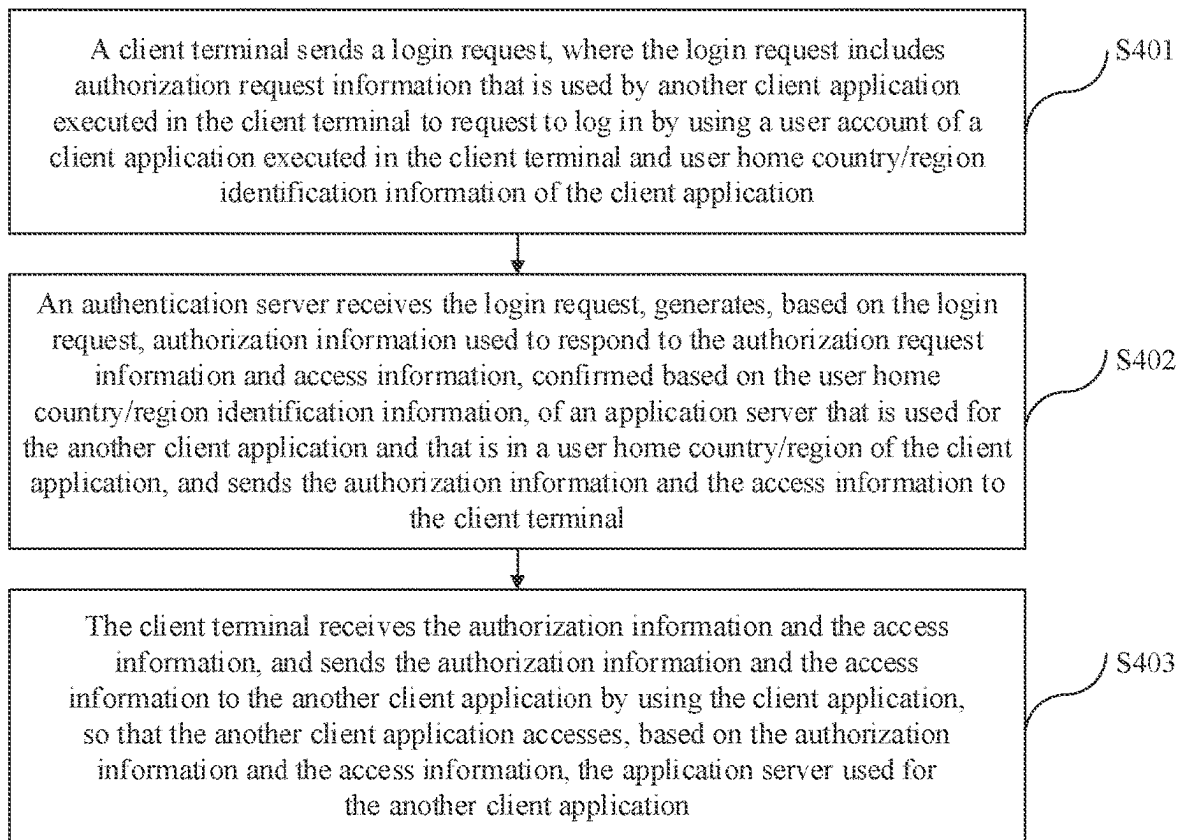 A client terminal sends a login request, where the login request includes
authorization request information that is used by another client application
executed in the client terminal to request to log in by using a user account of a
client application executed in the client terminal and user home country/region
identification information of the client application
S401
An authentication server receives the login request, generates, based on the login
request, authorization information used to respond to the authorization request
information and access information, confirmed based on the user home
country/region identification information, of an application server that is used for
the another client application and that is in a user home country/region of the client
application, and sends the authorization information and the access information to
the client terminal
S402
The client terminal receives the authorization information and the access
information, and sends the authorization information and the access
information to the another client application by using the client application,
so that the another client application accesses, based on the authorization
information and the access information, the application server used for
the another client application
S403